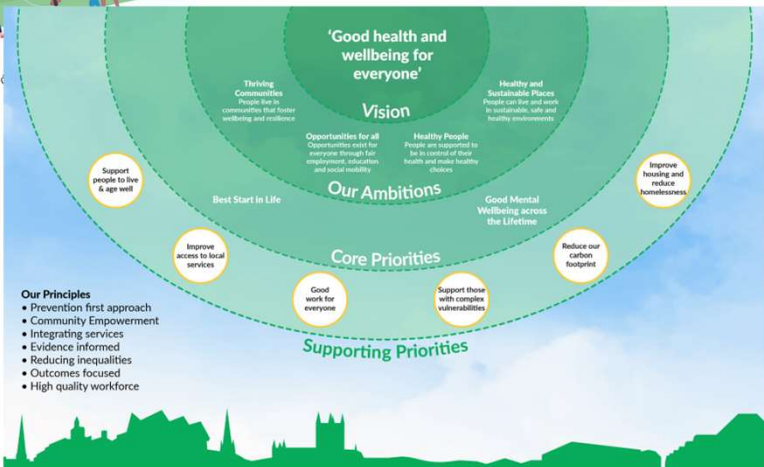 'Good health and
wellbeing for
everyone'
Vision
Thriving
Communities
People live in
communities that foster
wellbeing and resilience
Opportunities for all
Opportunities exist for
everyone through fair
employment, education
and social mobility
Healthy People
People are supported to
be in control of their
health and make healthy
choices
Healthy and
Sustainable Places
People can live and work
in sustainable, safe and
healthy environments
Our Ambitions
Best Start in Life
Good Mental
Wellbeing across
the Lifetime
Core Priorities
Support
people to live
& age well
Improve
access to local
services
Good
work for
everyone
Support those
with complex
vulnerabilities
Reduce our
carbon
footprint
Improve
housing and
reduce
homelessness
Supporting Priorities
Our Principles
• Prevention first approach
• Community Empowerment
• Integrating services
• Evidence informed
• Reducing inequalities
• Outcomes focused
• High quality workforce